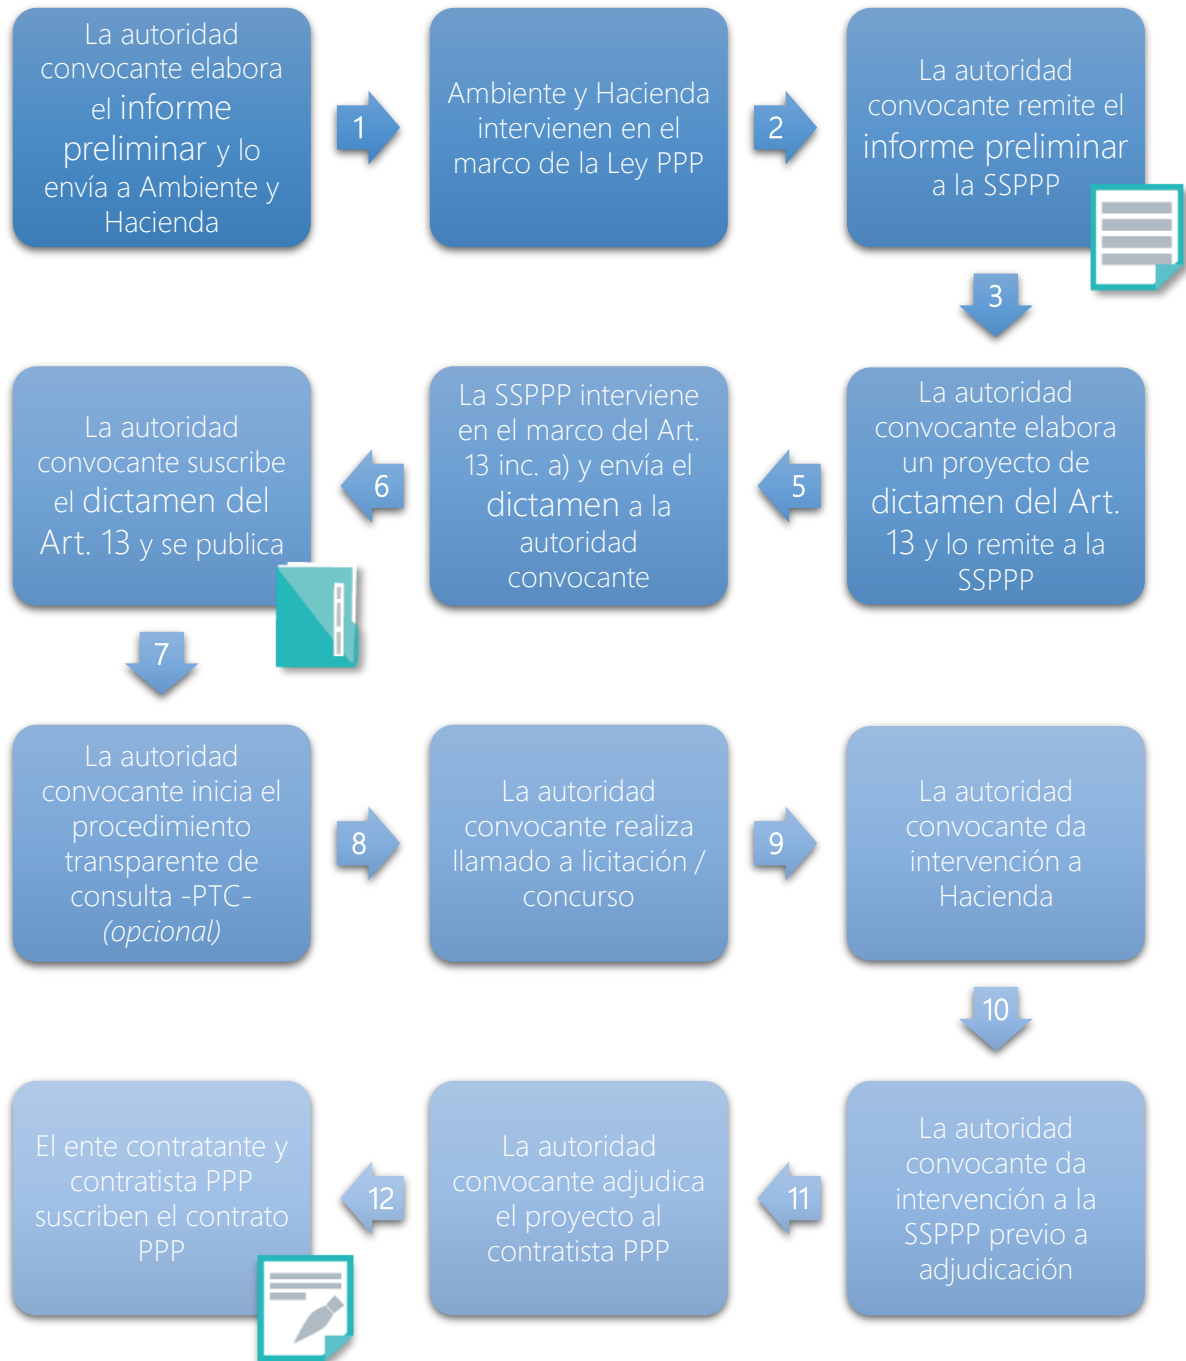 La autoridad
convocante elabora
el informe
preliminar y lo
envía a Ambiente y
Hacienda
1
Ambiente y Hacienda
intervienen en el
marco de la Ley PPP
2
La autoridad
convocante remite el
informe preliminar
a la SSPPP
3
La autoridad
convocante elabora
un proyecto de
dictamen del Art.
13 y lo remite a la
SSPPP
5
La SSPPP interviene
en el marco del Art.
13 inc. a) y envía el
dictamen a la
autoridad
convocante
6
La autoridad
convocante suscribe
el dictamen del
Art. 13 y se publica
7
La autoridad
convocante inicia el
procedimiento
transparente de
consulta -PTC-
(opcional)
8
La autoridad
convocante realiza
llamado a licitación /
concurso
9
La autoridad
convocante da
intervención a
Hacienda
10
La autoridad
convocante da
intervención a la
SSPPP previo a
adjudicación
11
La autoridad
convocante adjudica
el proyecto al
contratista PPP
12
El ente contratante y
contratista PPP
suscriben el contrato
PPP